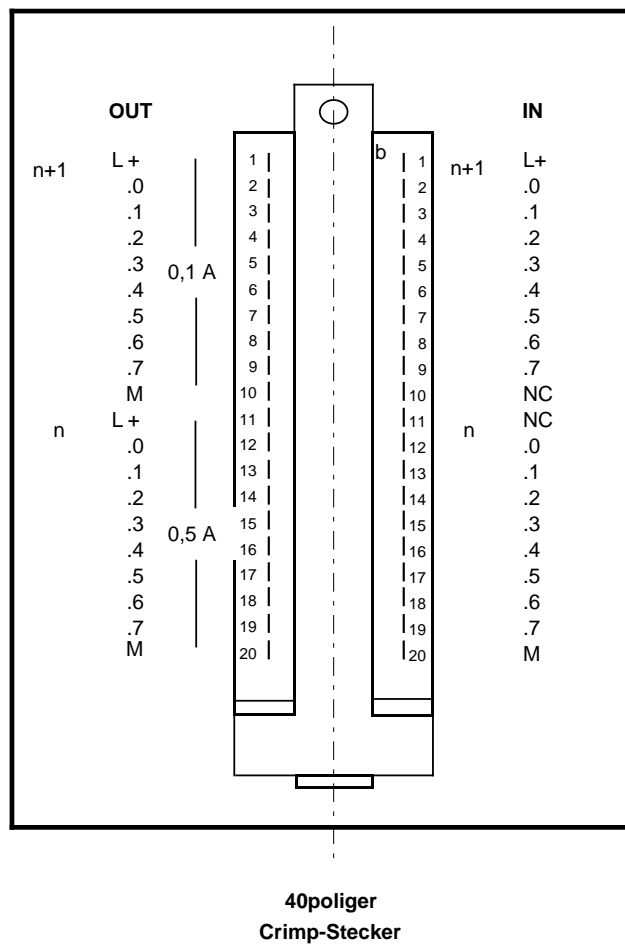 OUT IN
b
n+1 L + 1 1 n+1 L+
.0 2 2 .0
.1 3 3 .1
.2 4 4 .2
.3 0,1 A 5 5 .3
.4 6 6 .4
.5 7 7 .5
.6 8 8 .6
.7 9 9 .7
M 10 10 NC
n L + 11 11 n NC
.0 12 12 .0
.1 13 13 .1
.2 14 14 .2
.3 0,5 A 15 15 .3
.4 16 16 .4
.5 17 17 .5
.6 18 18 .6
.7 19 19 .7
M 20 20 M
40poliger
Crimp-Stecker